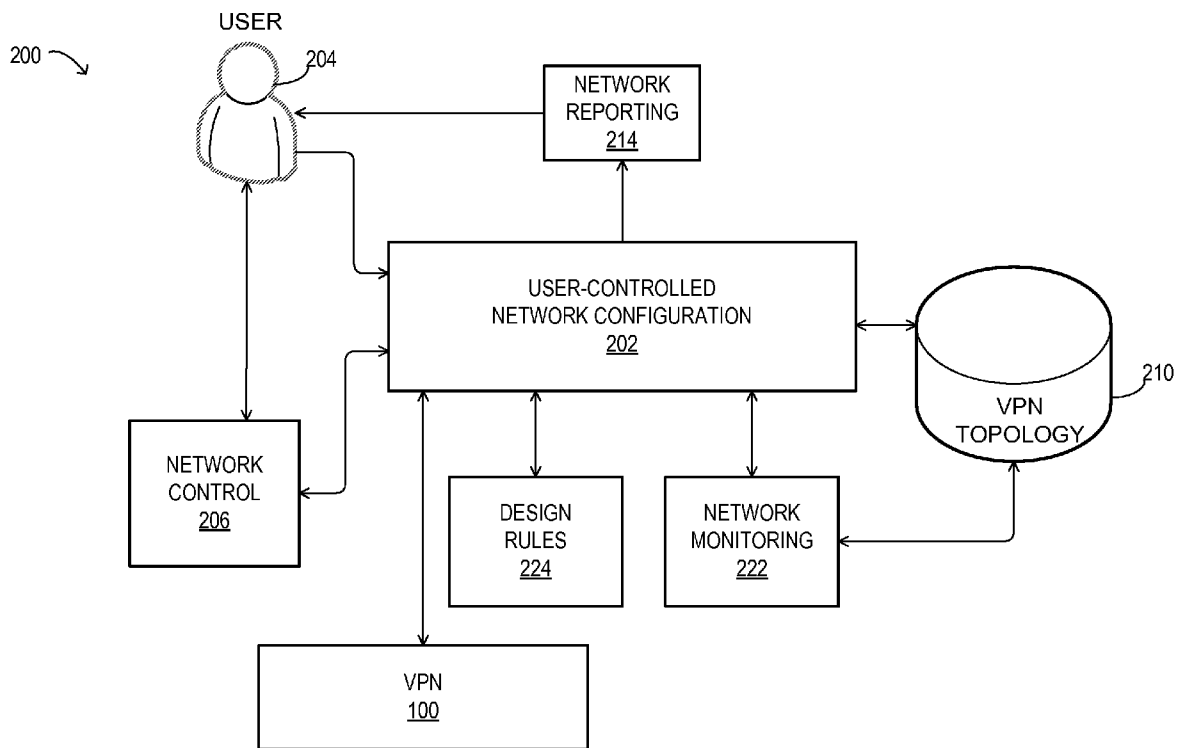 USER
200
204
NETWORK
REPORTING
214
USER-CONTROLLED
NETWORK CONFIGURATION
202
210
VPN
TOPOLOGY
NETWORK
CONTROL
206
DESIGN
RULES
224
NETWORK
MONITORING
222
VPN
100